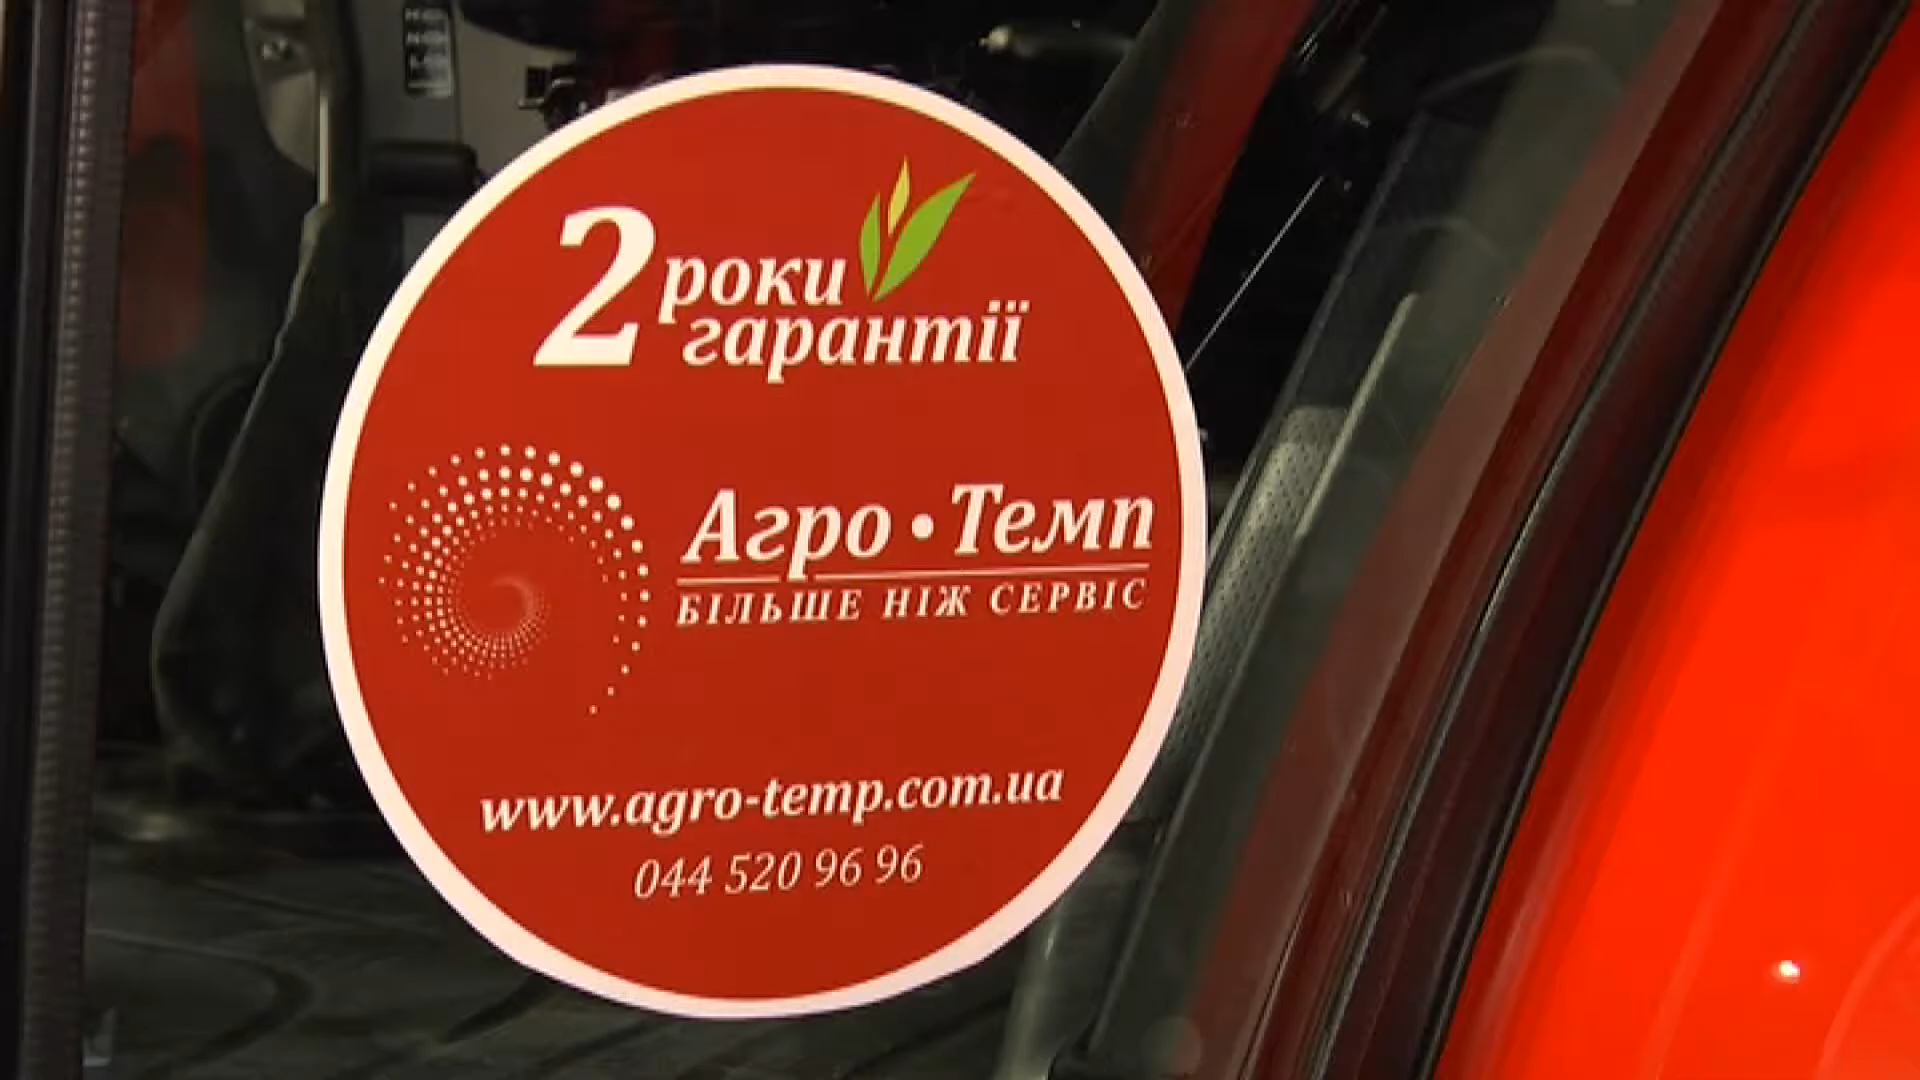 2 роки
гарантії
Агро • Темп
БІЛЬШЕ НІЖ СЕРВІС
www.agro-temp.com.ua
044 520 96 96